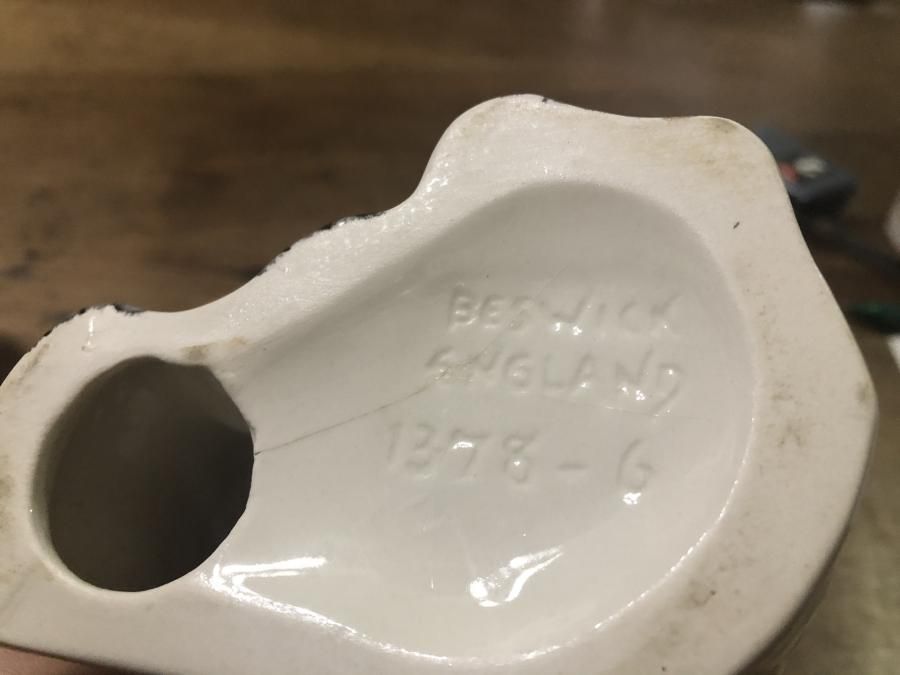 BESWICK
ENGLAND
1378 - 6